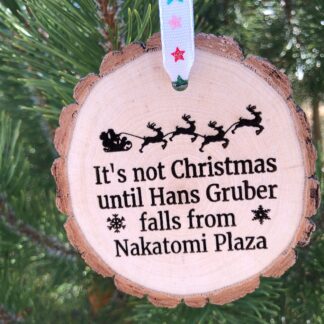 It's not Christmas
until Hans Gruber
falls from
Nakatomi Plaza